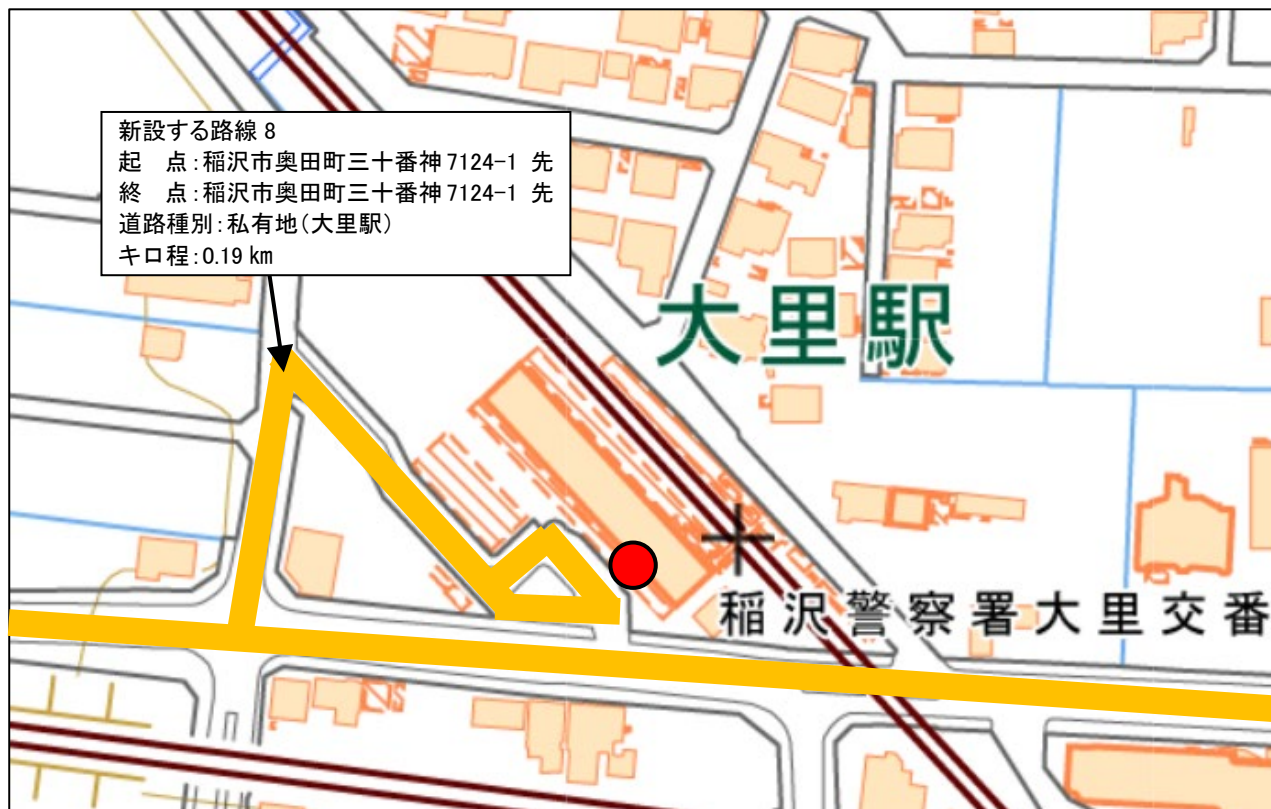 新設する路線 8
起　点：稲沢市奥田町三十番神 7124-1 先
終　点：稲沢市奥田町三十番神 7124-1 先
道路種別：私有地（大里駅）
キロ程：0.19 km
大里駅
稲沢警察署大里交番